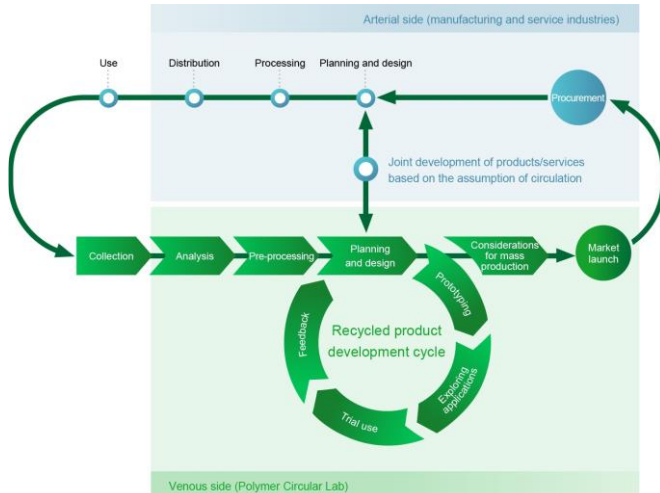 Arterial side (manufacturing and service industries)
Use
Distribution
Processing
Planning and design
Procurement
Joint development of products/services
based on the assumption of circulation
Collection
Analysis
Pre-processing
Planning
and design
Considerations
for mass
production
Market
launch
Prototyping
Exploring
applications
Trial use
Feedback
Recycled product
development cycle
Venous side (Polymer Circular Lab)